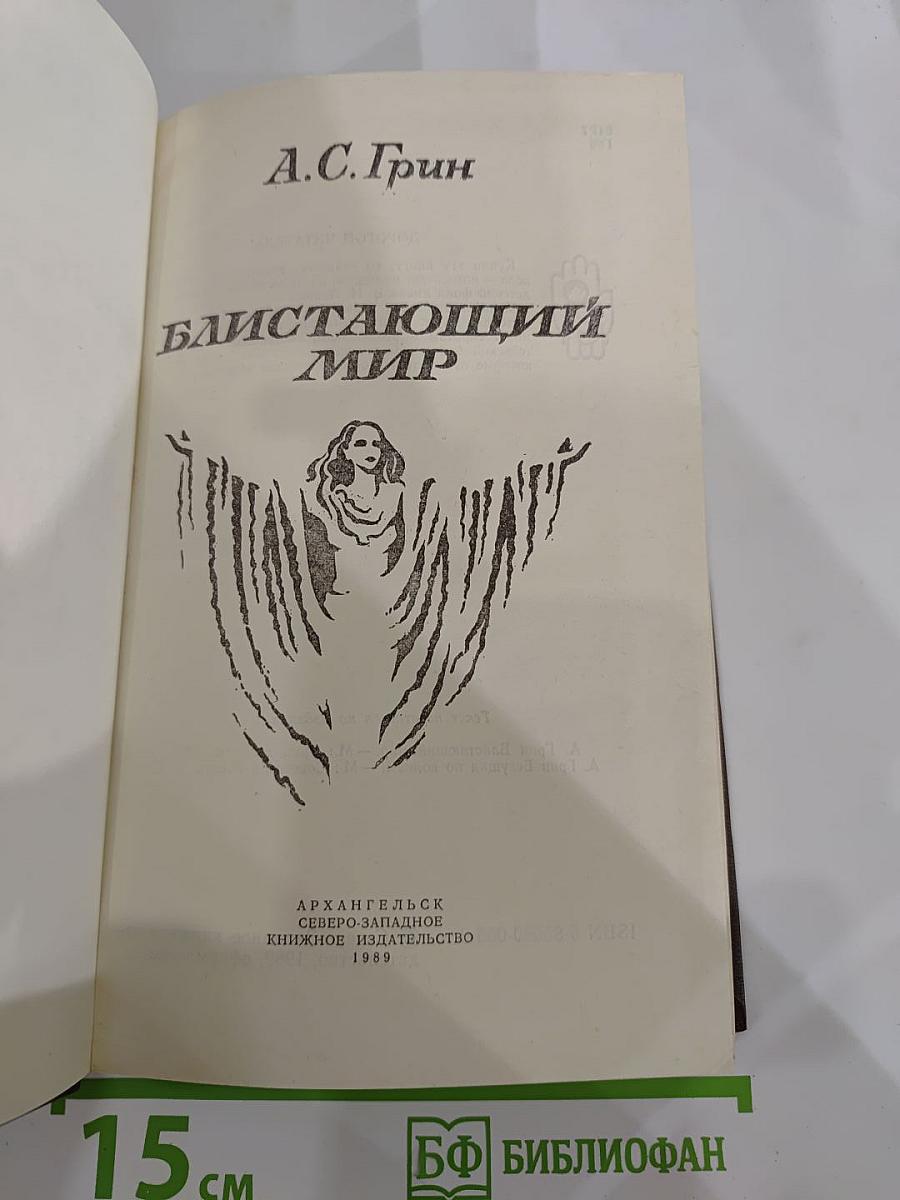 А.С.Грин
БЛИСТАЮЩИЙ
МИР
АРХАНГЕЛЬСК
СЕВЕРО-ЗАПАДНОЕ
КНИЖНОЕ ИЗДАТЕЛЬСТВО
1989
15 см
БФ БИБЛИОФАН